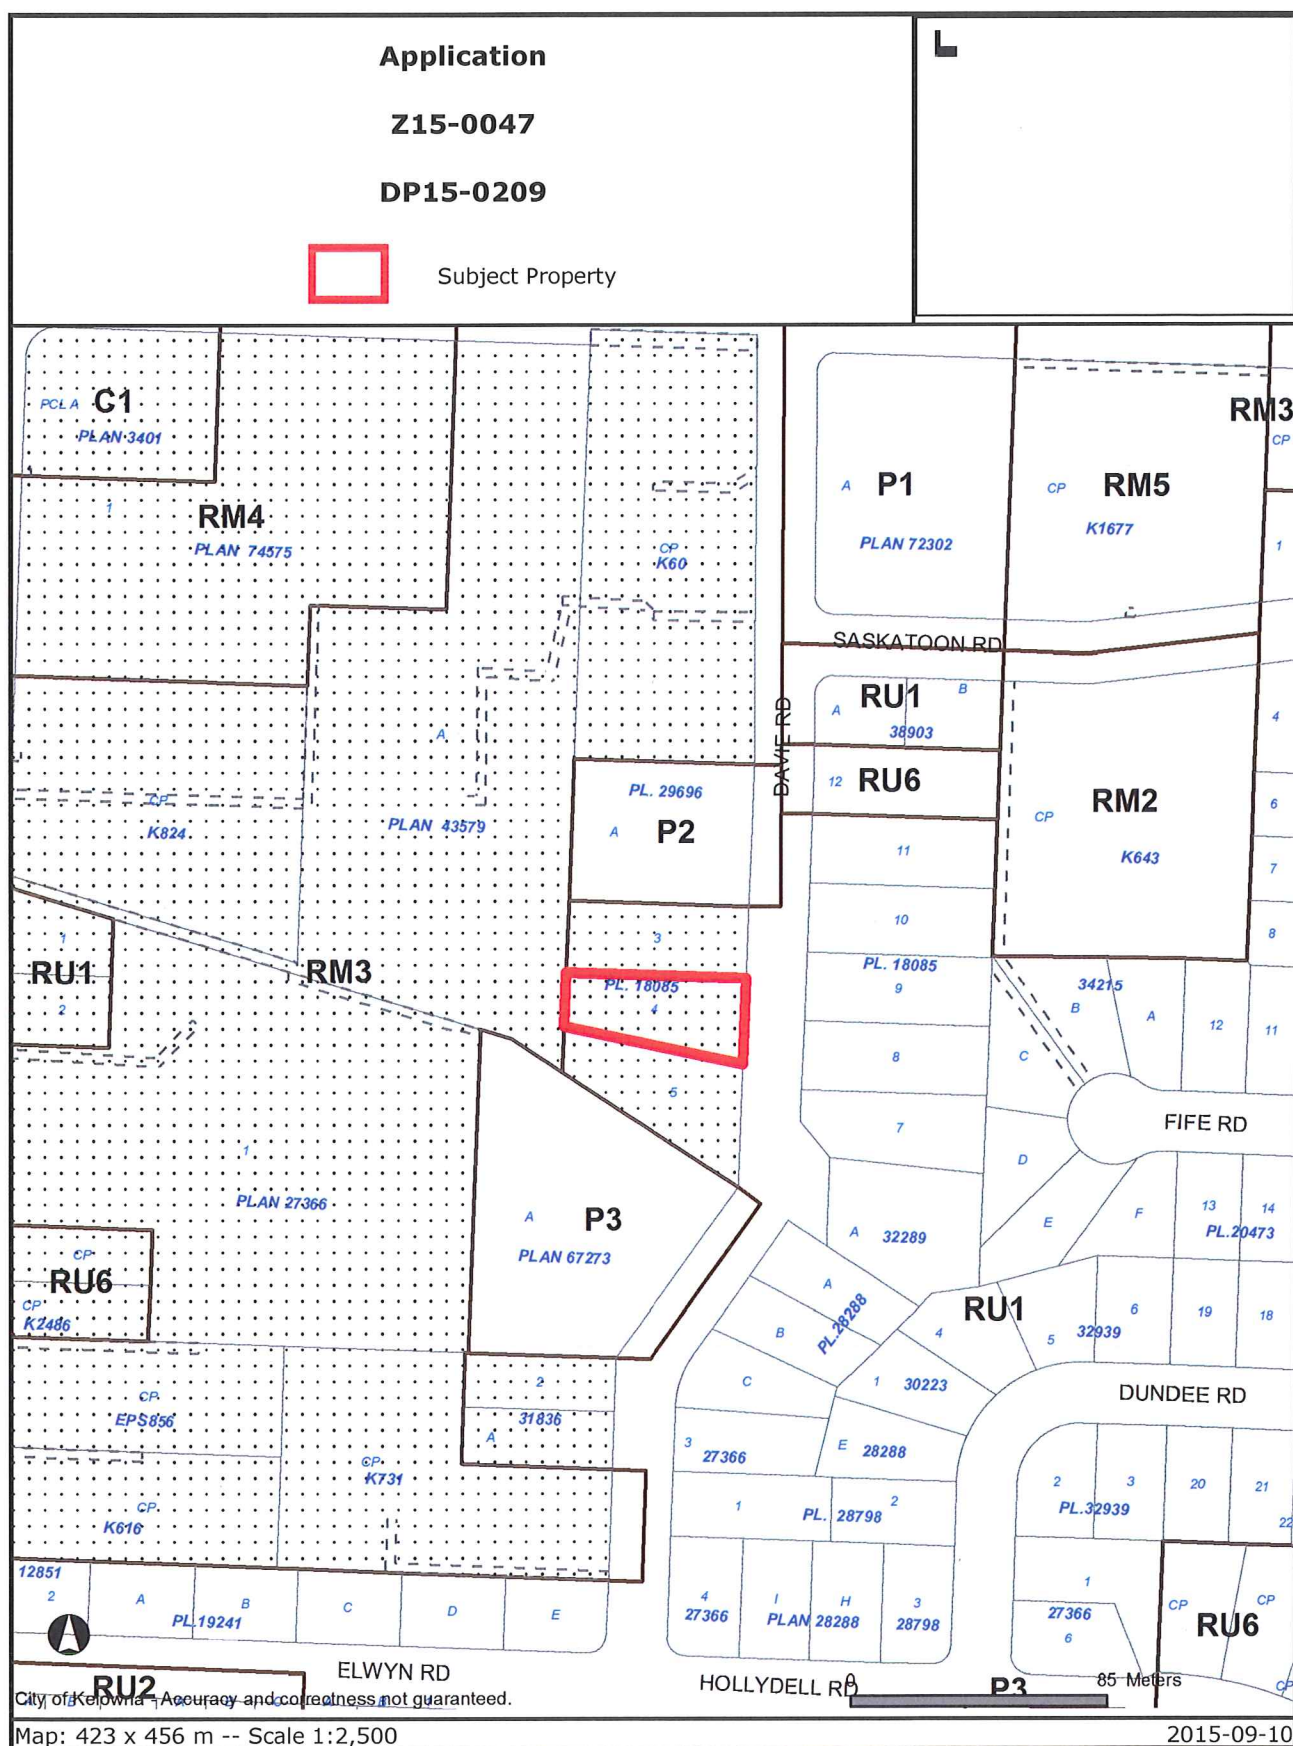 Application
Z15-0047
DP15-0209
Subject Property
PCL A
C1
PLAN 3401
1
RM4
PLAN 74575
CP
K60
A
P1
PLAN 72302
CP
RM5
K1677
RM3
CP
1
SASKATOON RD
DAVIE RD
A
RU1
B
38903
12
RU6
CP
RM2
K643
4
6
7
8
A
PLAN 43579
CP
K824
PL. 29696
A
P2
11
10
PL. 18085
9
8
7
3
PL. 18085
4
5
1
RU1
2
RM3
34215
B
A
12
11
C
D
E
F
FIFE RD
13
14
PL.20473
1
PLAN 27366
A
P3
PLAN 67273
A
32289
CP
RU6
CP
K2486
A
B
PL.28288
C
RU1
4
5
6
32939
19
18
1
30223
E
28288
DUNDEE RD
CP
EPS856
2
31836
A
CP
K731
CP
K616
3
27366
1
PL. 28798
2
2
3
PL.32939
20
21
22
12851
2
A
B
PL.19241
C
D
E
4
27366
I
H
PLAN 28288
3
28798
1
27366
6
CP
CP
RU6
CP
RU2
ELWYN RD
HOLLYDELL RD
P3
0
85 Meters
City of Kelowna - Accuracy and correctness not guaranteed.
Map: 423 x 456 m -- Scale 1:2,500
2015-09-10